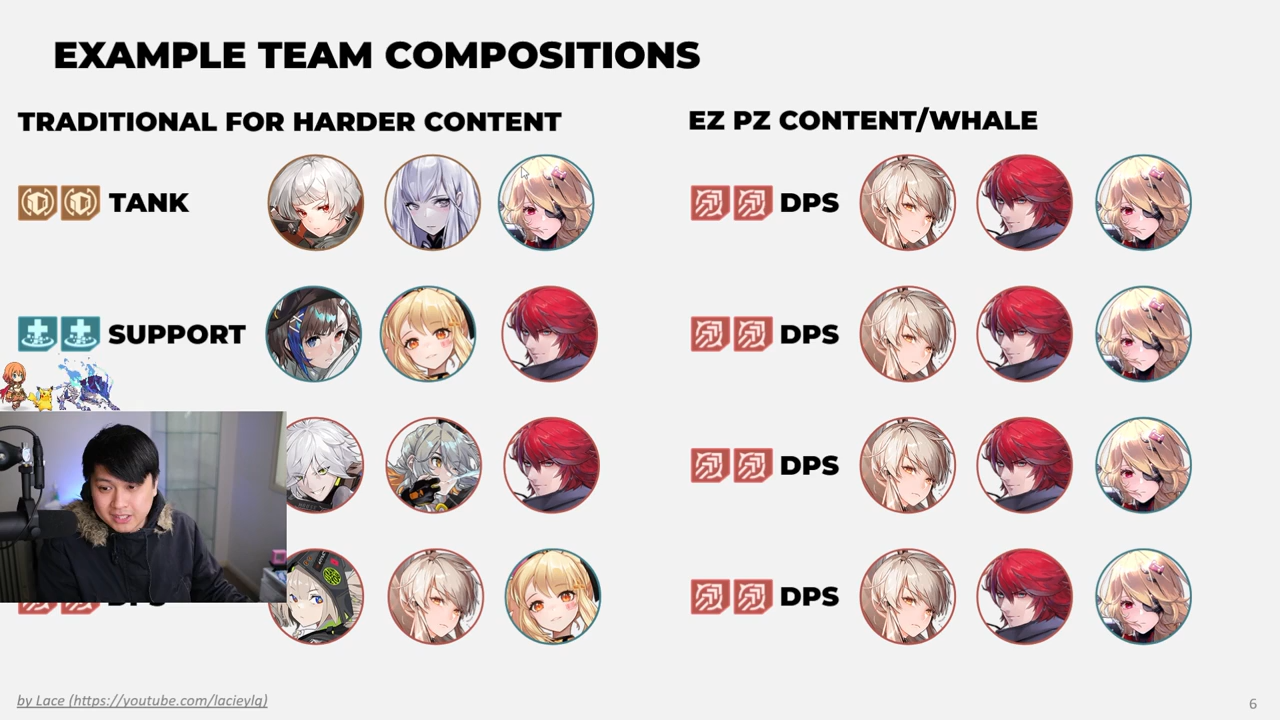 EXAMPLE TEAM COMPOSITIONS
TRADITIONAL FOR HARDER CONTENT
TANK
SUPPORT
DPS
EZ PZ CONTENT/WHALE
DPS
DPS
DPS
DPS
by Lace (https://youtube.com/lacieylq)
6